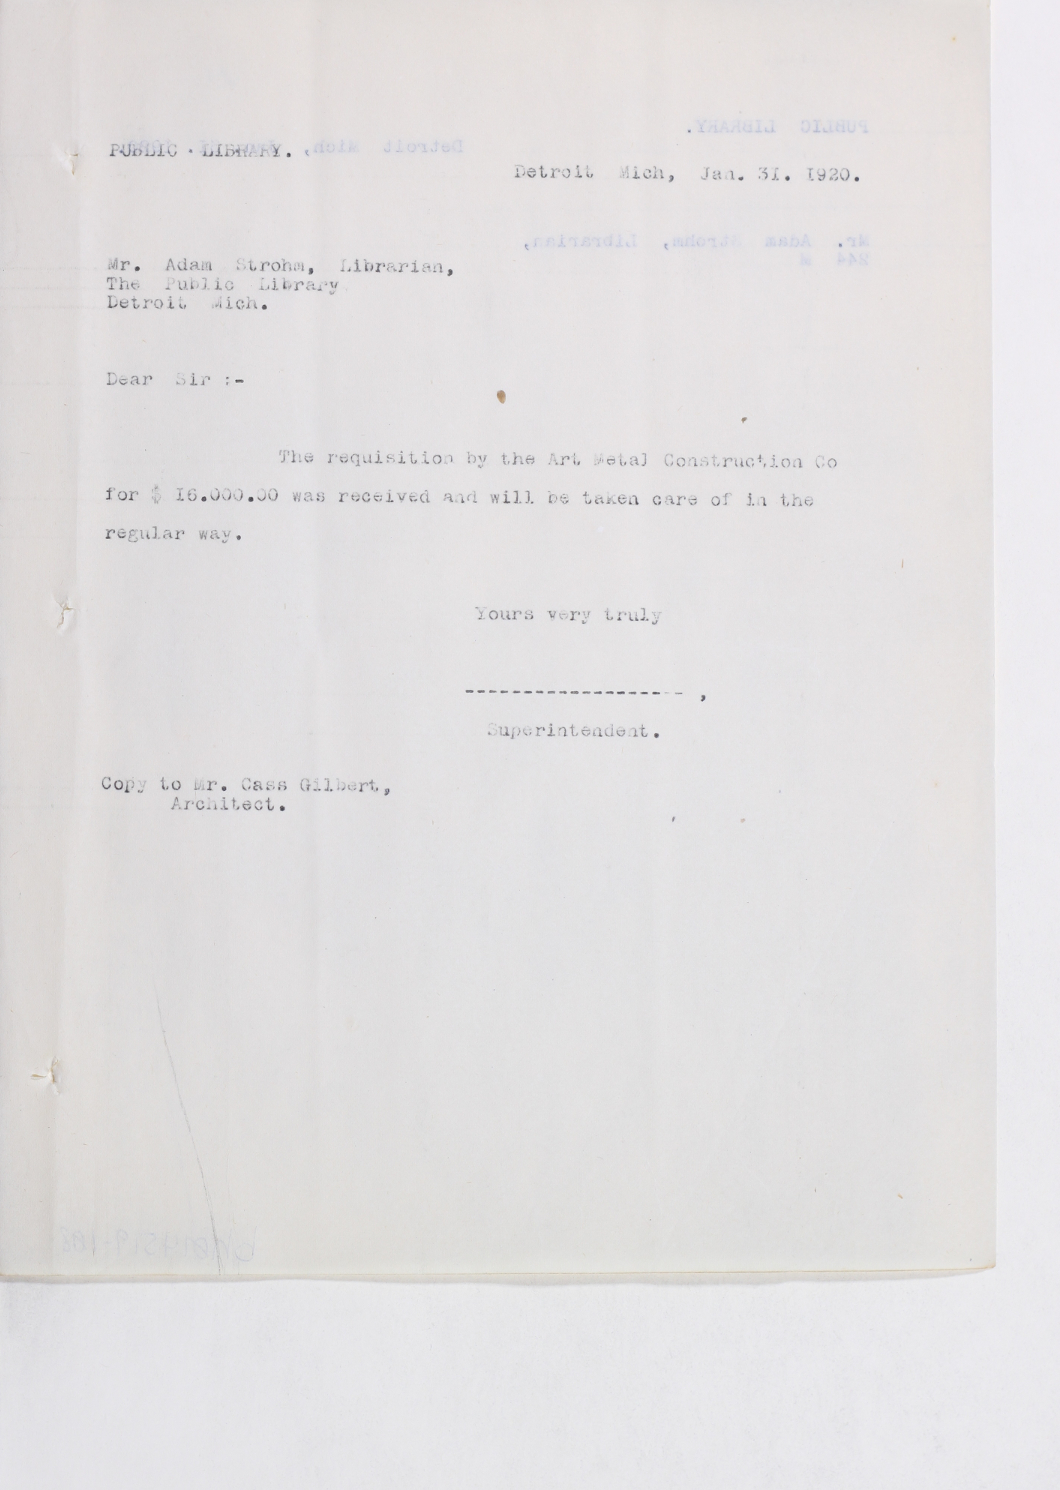 PUBLIC LIBRARY.
Detroit Mich, Jan. 31. 1920.
Mr. Adam Strohm, Librarian,
The Public Library
Detroit Mich.
Dear Sir :-
The requisition by the Art Metal Construction Co
for $ 16.000.00 was received and will be taken care of in the
regular way.
Yours very truly
------------------- ,
Superintendent.
Copy to Mr. Cass Gilbert,
Architect.